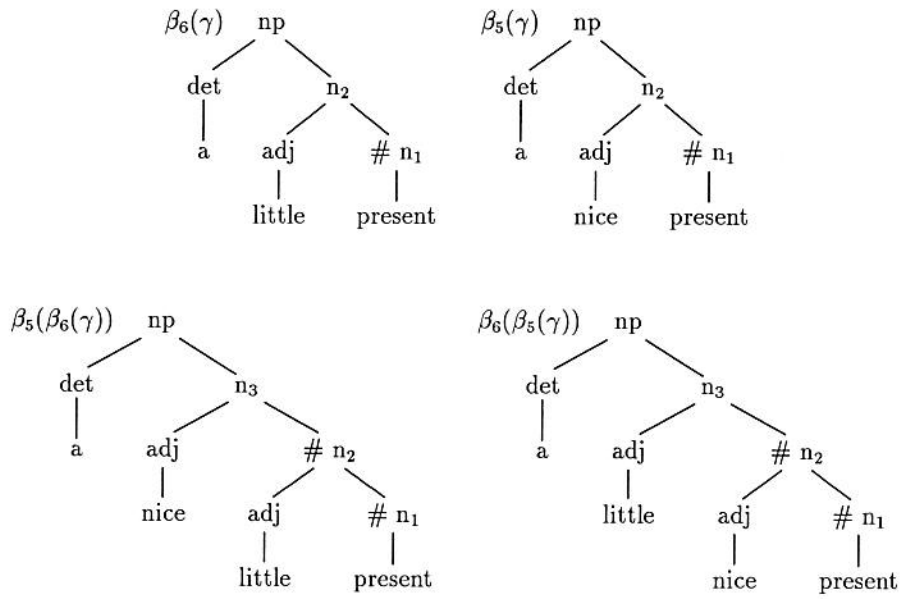 β₆(γ) np β₅(γ) np
det n₂ det n₂
a adj # n₁ a adj # n₁
little present nice present
β₅(β₆(γ)) np β₆(β₅(γ)) np
det n₃ det n₃
a adj # n₂ a adj # n₂
nice adj # n₁ little adj # n₁
little present nice present